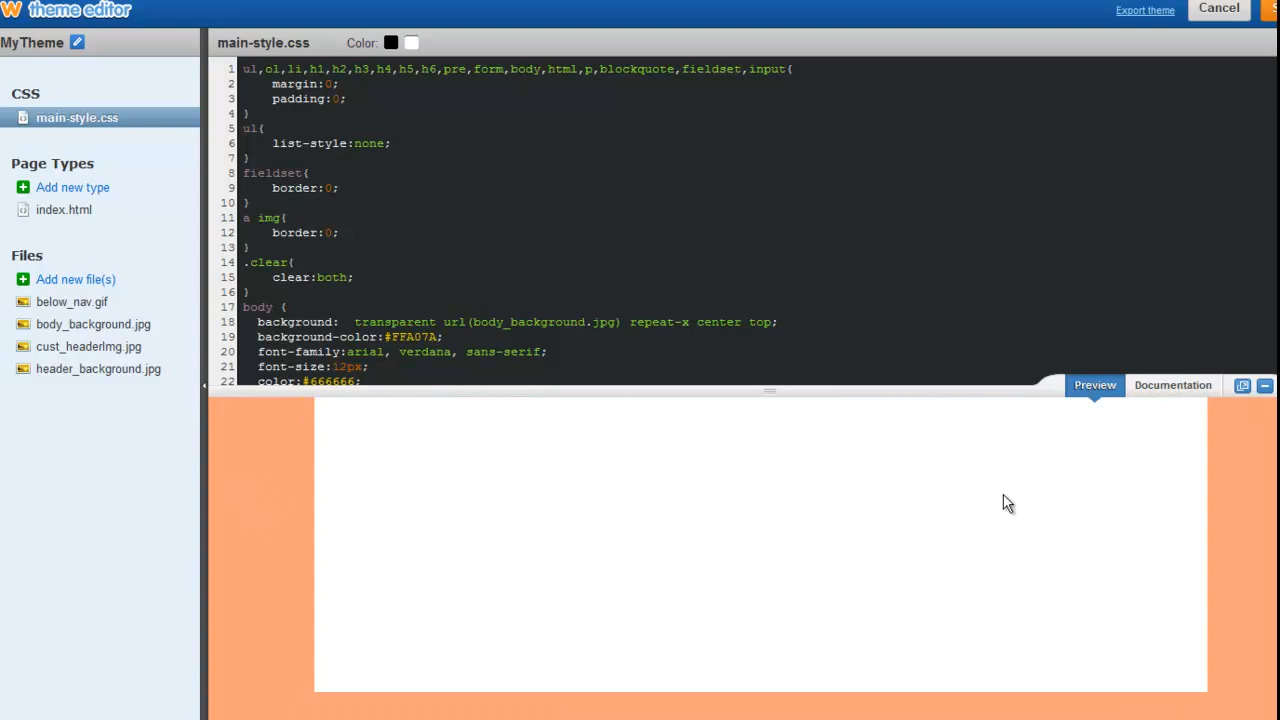 W theme editor
Export theme
Cancel
MyTheme
main-style.css
Color:
CSS
main-style.css
Page Types
Add new type
index.html
Files
Add new file(s)
below_nav.gif
body_background.jpg
cust_headerImg.jpg
header_background.jpg
1 ul,ol,li,h1,h2,h3,h4,h5,h6,pre,form,body,html,p,blockquote,fieldset,input{
2 margin:0;
3 padding:0;
4 }
5 ul{
6 list-style:none;
7 }
8 fieldset{
9 border:0;
10 }
11 a img{
12 border:0;
13 }
14 .clear{
15 clear:both;
16 }
17 body {
18 background:  transparent url(body_background.jpg) repeat-x center top;
19 background-color:#FFA07A;
20 font-family:arial, verdana, sans-serif;
21 font-size:12px;
22 color:#666666;
Preview
Documentation